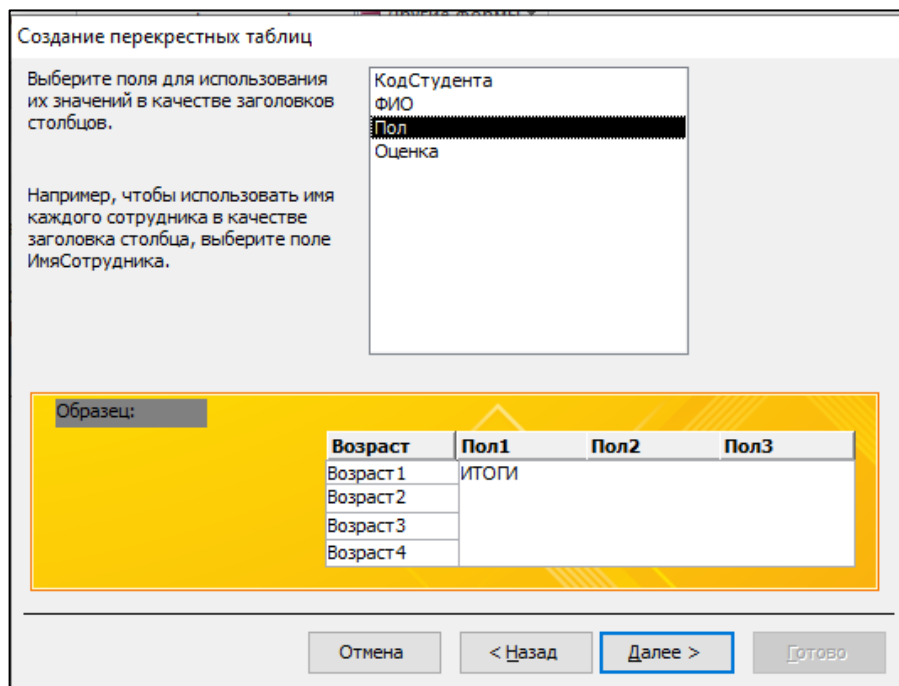 Другие формы
Создание перекрестных таблиц
Выберите поля для использования
их значений в качестве заголовков
столбцов.
Например, чтобы использовать имя
каждого сотрудника в качестве
заголовка столбца, выберите поле
ИмяСотрудника.
КодСтудента
ФИО
Пол
Оценка
Образец:
Возраст Пол1 Пол2 Пол3
Возраст1 ИТОГИ
Возраст2
Возраст3
Возраст4
Отмена < Назад Далее > Готово